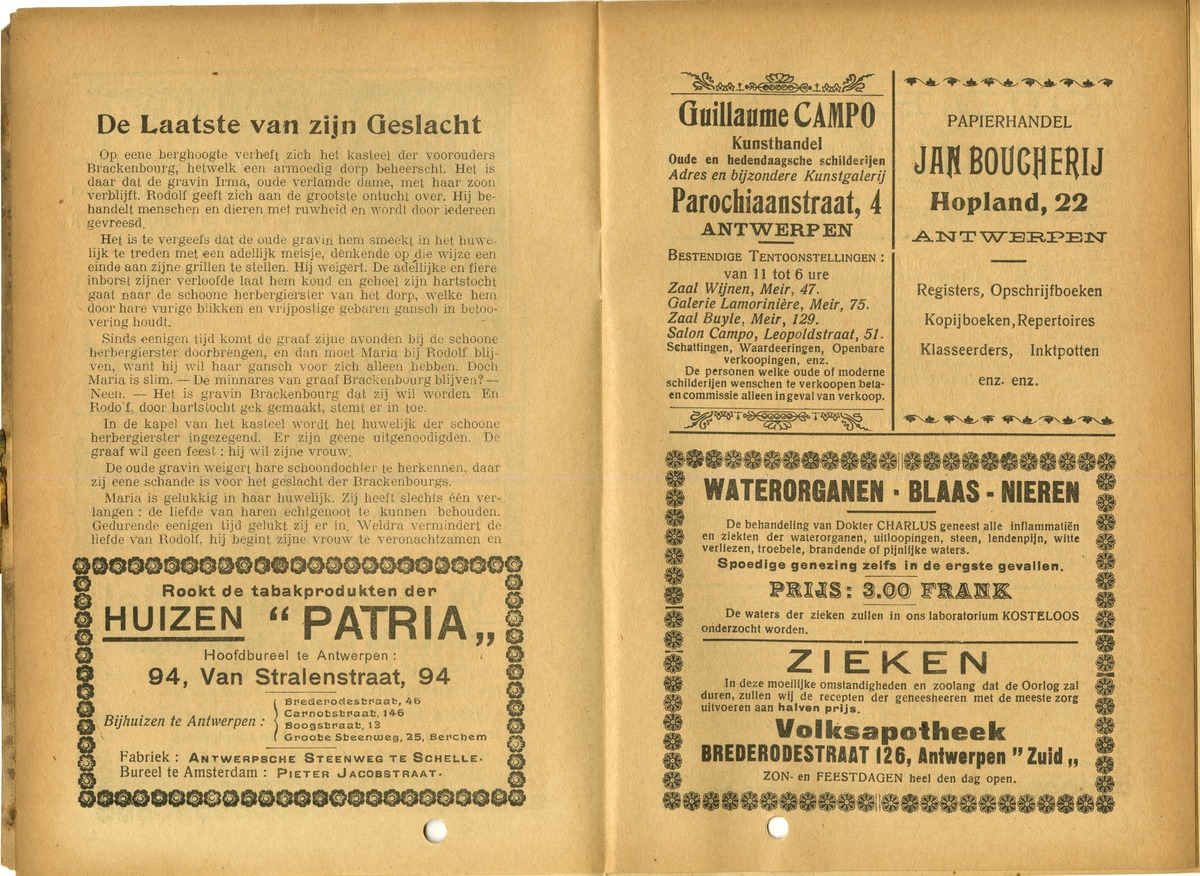 De Laatste van zijn Geslacht
Op eene berghoogte verheft zich het kasteel der voorouders
Brackenbourg, hetwelk een armoedig dorp beheerscht. Het is
daar dat de gravin Irma, oude verlamde dame, met haar zoon
verblijft. Rodolf geeft zich aan de grootste ontucht over. Hij be-
handelt menschen en dieren met ruwheid en wordt door iedereen
gevreesd.
Het is te vergeefs dat de oude gravin hem smeekt in het huwe-
lijk te treden met een adellijk meisje, denkende op die wijze een
einde aan zijne grillen te stellen. Hij weigert. De adellijke en fiere
inborst zijner verloofde laat hem koud en geheel zijn hartstocht
gaat naar de schoone herbergierster van het dorp, welke hem
door hare vurige blikken en vrijpostige gebaren gansch in betoo-
vering houdt.
Sinds eenigen tijd komt de graaf zijne avonden bij de schoone
herbergierster doorbrengen, en dan moet Maria bij Rodolf blij-
ven, want hij wil haar gansch voor zich alleen hebben. Doch
Maria is slim. — De minnares van graaf Brackenbourg blijven? —
Neen. — Het is gravin Brackenbourg dat zij wil worden. En
Rodo'f, door hartstocht gek gemaakt, stemt er in toe.
In de kapel van het kasteel wordt het huwelijk der schoone
herbergierster ingezegend. Er zijn geene uitgenoodigden. De
graaf wil geen feest : hij wil zijne vrouw.
De oude gravin weigert hare schoondochter te herkennen, daar
zij eene schande is voor het geslacht der Brackenbourgs.
Maria is gelukkig in haar huwelijk. Zij heeft slechts één ver-
langen : de liefde van haren echtgenoot te kunnen behouden.
Gedurende eenigen tijd gelukt zij er in. Weldra vermindert de
liefde van Rodolf, hij begint zijne vrouw te veronachtzamen en
Rookt de tabakprodukten der
HUIZEN “ PATRIA „
Hoofdbureel te Antwerpen :
94, Van Stralenstraat, 94
Bijhuizen te Antwerpen :
Brederodestraat, 46
Carnotstraat, 146
Boogstraat, 13
Groote Steenweg, 25, Berchem
Fabriek : Antwerpsche Steenweg te Schelle.
Bureel te Amsterdam : Pieter Jacobstraat.
Guillaume CAMPO
Kunsthandel
Oude en hedendaagsche schilderijen
Adres en bijzondere Kunstgalerij
Parochiaanstraat, 4
ANTWERPEN
Bestendige Tentoonstellingen :
van 11 tot 6 ure
Zaal Wijnen, Meir, 47.
Galerie Lamorinière, Meir, 75.
Zaal Buyle, Meir, 129.
Salon Campo, Leopoldstraat, 51.
Schattingen, Waardeeringen, Openbare
verkoopingen, enz.
De personen welke oude of moderne
schilderijen wenschen te verkoopen beta-
en commissie alleen in geval van verkoop.
PAPIERHANDEL
JAN BOUCHERIJ
Hopland, 22
ANTWERPEN
Registers, Opschrijfboeken
Kopijboeken, Repertoires
Klasseerders, Inktpotten
enz. enz.
WATERORGANEN - BLAAS - NIEREN
De behandeling van Dokter CHARLUS geneest alle inflammatiën
en ziekten der waterorganen, uitloopingen, steen, lendenpijn, witte
verliezen, troebele, brandende of pijnlijke waters.
Spoedige genezing zelfs in de ergste gevallen.
PRIJS: 3.00 FRANK
De waters der zieken zullen in ons laboratorium KOSTELOOS
onderzocht worden.
ZIEKEN
In deze moeilijke omstandigheden en zoolang dat de Oorlog zal
duren, zullen wij de recepten der geneesheeren met de meeste zorg
uitvoeren aan halven prijs.
Volksapotheek
BREDERODESTRAAT 126, Antwerpen ” Zuid „
ZON- en FEESTDAGEN heel den dag open.